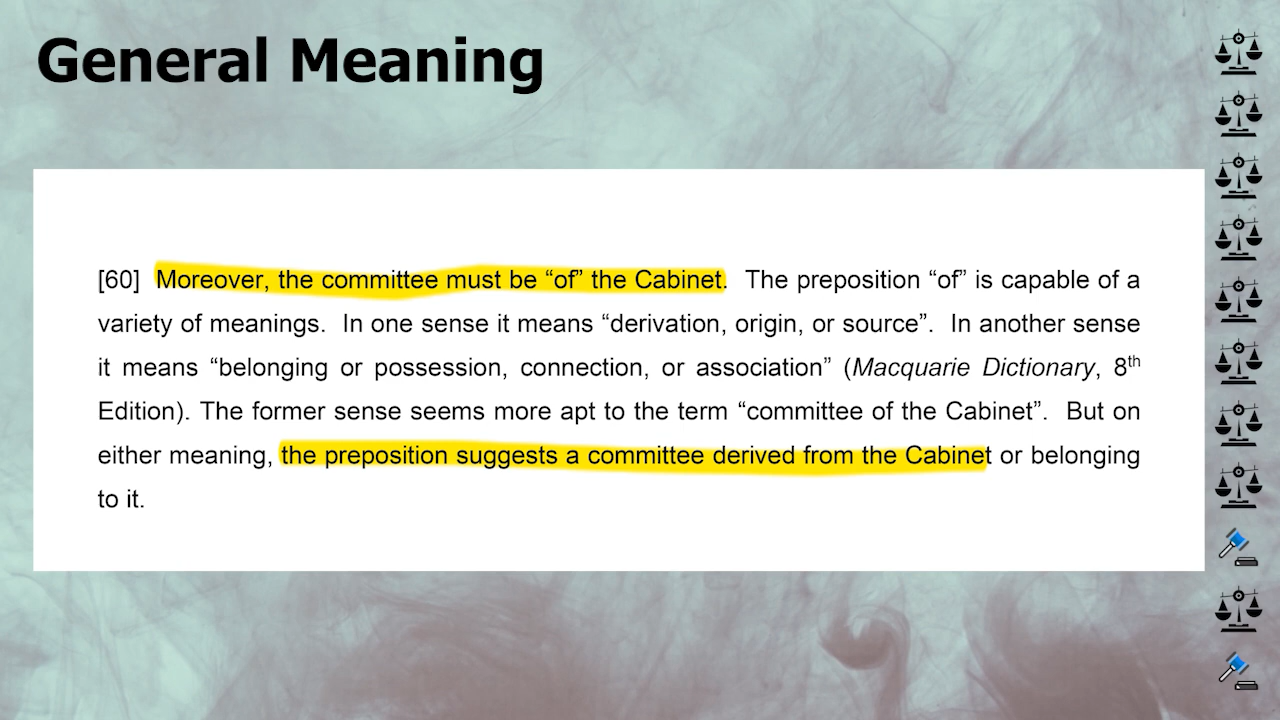 General Meaning
[60] Moreover, the committee must be “of” the Cabinet. The preposition “of” is capable of a
variety of meanings. In one sense it means “derivation, origin, or source”. In another sense
it means “belonging or possession, connection, or association” (Macquarie Dictionary, 8th
Edition). The former sense seems more apt to the term “committee of the Cabinet”. But on
either meaning, the preposition suggests a committee derived from the Cabinet or belonging
to it.